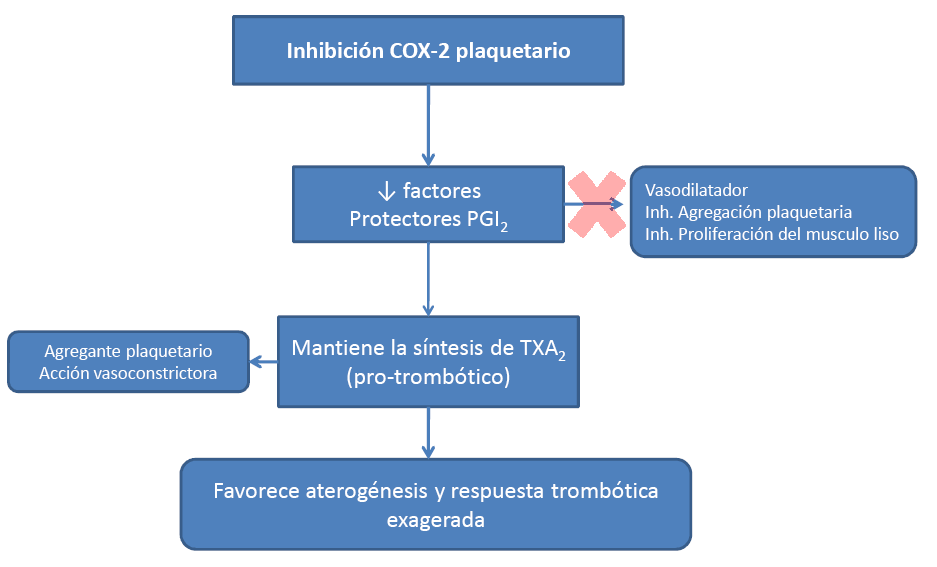 Inhibición COX-2 plaquetario
↓ factores
Protectores PGI₂
Vasodilatador
Inh. Agregación plaquetaria
Inh. Proliferación del musculo liso
Mantiene la síntesis de TXA₂
(pro-trombótico)
Agregante plaquetario
Acción vasoconstrictora
Favorece aterogénesis y respuesta trombótica
exagerada